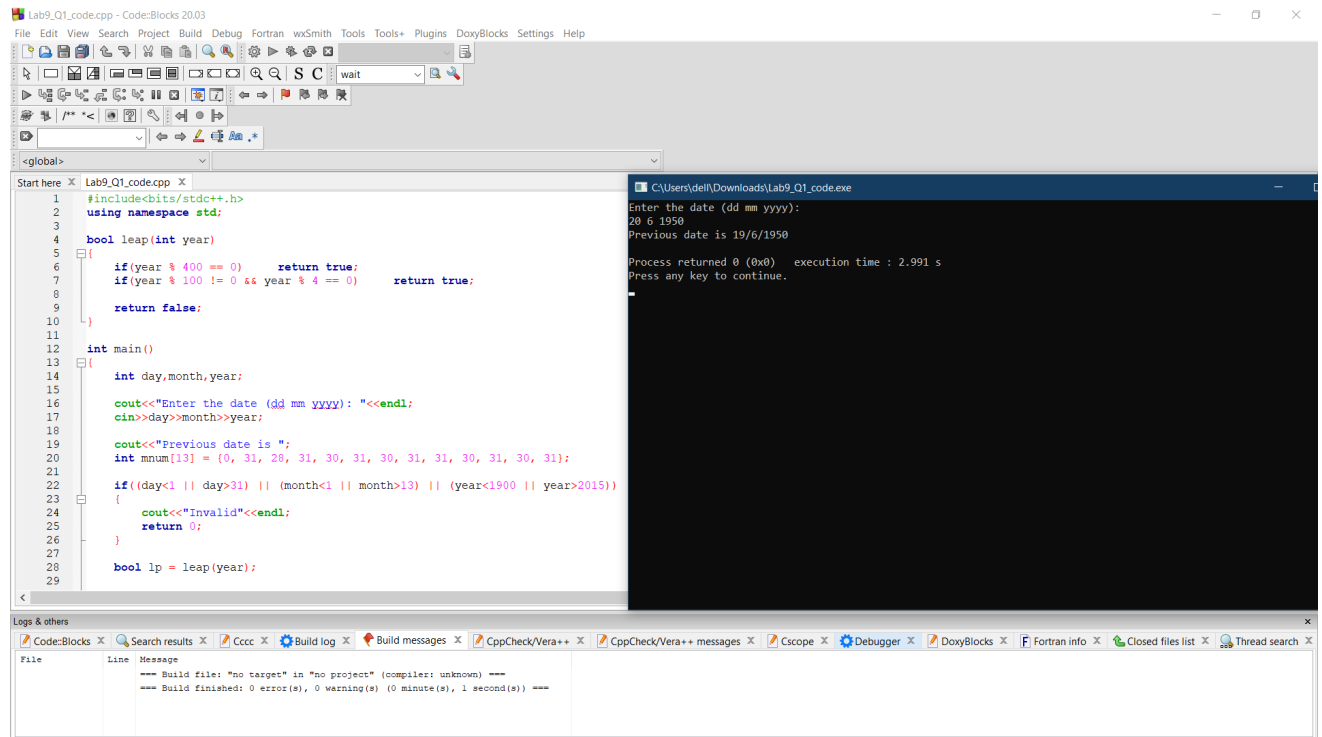 Lab9_Q1_code.cpp - Code::Blocks 20.03
File Edit View Search Project Build Debug Fortran wxSmith Tools Tools+ Plugins DoxyBlocks Settings Help
S C wait
/** *<
Aa .*
<global>
Start here X Lab9_Q1_code.cpp X
1 #include<bits/stdc++.h>
2 using namespace std;
3
4 bool leap(int year)
5 {
6 if(year % 400 == 0) return true;
7 if(year % 100 != 0 && year % 4 == 0) return true;
8
9 return false;
10 }
11
12 int main()
13 {
14 int day,month,year;
15
16 cout<<"Enter the date (dd mm yyyy): "<<endl;
17 cin>>day>>month>>year;
18
19 cout<<"Previous date is ";
20 int mnum[13] = {0, 31, 28, 31, 30, 31, 30, 31, 31, 30, 31, 30, 31};
21
22 if((day<1 || day>31) || (month<1 || month>13) || (year<1900 || year>2015))
23 {
24 cout<<"Invalid"<<endl;
25 return 0;
26 }
27
28 bool lp = leap(year);
29
C:\Users\dell\Downloads\Lab9_Q1_code.exe
Enter the date (dd mm yyyy):
20 6 1950
Previous date is 19/6/1950
Process returned 0 (0x0) execution time : 2.991 s
Press any key to continue.
Logs & others
Code::Blocks X Search results X Cccc X Build log X Build messages X CppCheck/Vera++ X CppCheck/Vera++ messages X Cscope X Debugger X DoxyBlocks X Fortran info X Closed files list X Thread search X
File Line Message
=== Build file: "no target" in "no project" (compiler: unknown) ===
=== Build finished: 0 error(s), 0 warning(s) (0 minute(s), 1 second(s)) ===